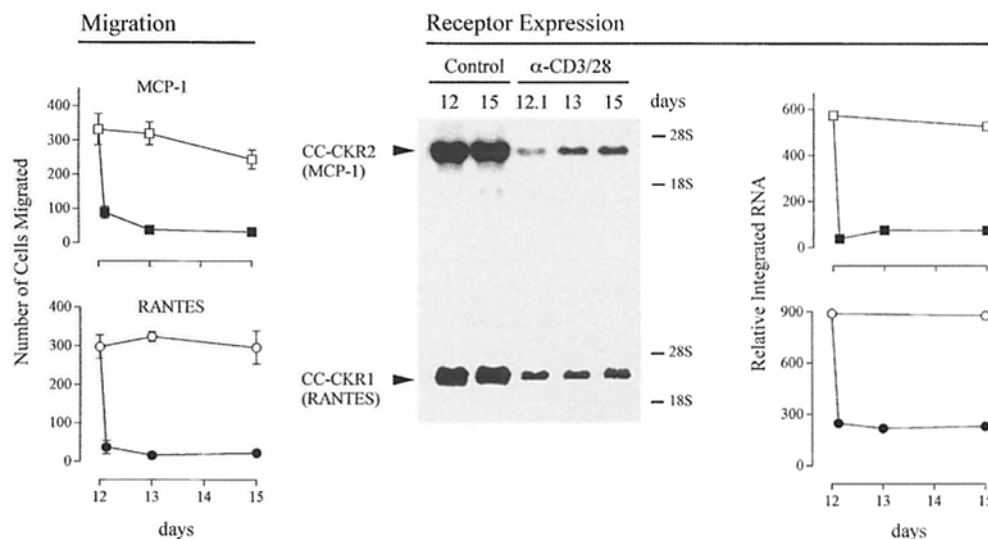 Migration
MCP-1
400
300
200
100
0
RANTES
400
300
200
100
0
12 13 14 15
days
Number of Cells Migrated
Receptor Expression
Control α-CD3/28
12 15 12.1 13 15 days
CC-CKR2
(MCP-1)
28S
18S
CC-CKR1
(RANTES)
28S
18S
600
400
200
0
900
600
300
0
12 13 14 15
days
Relative Integrated RNA